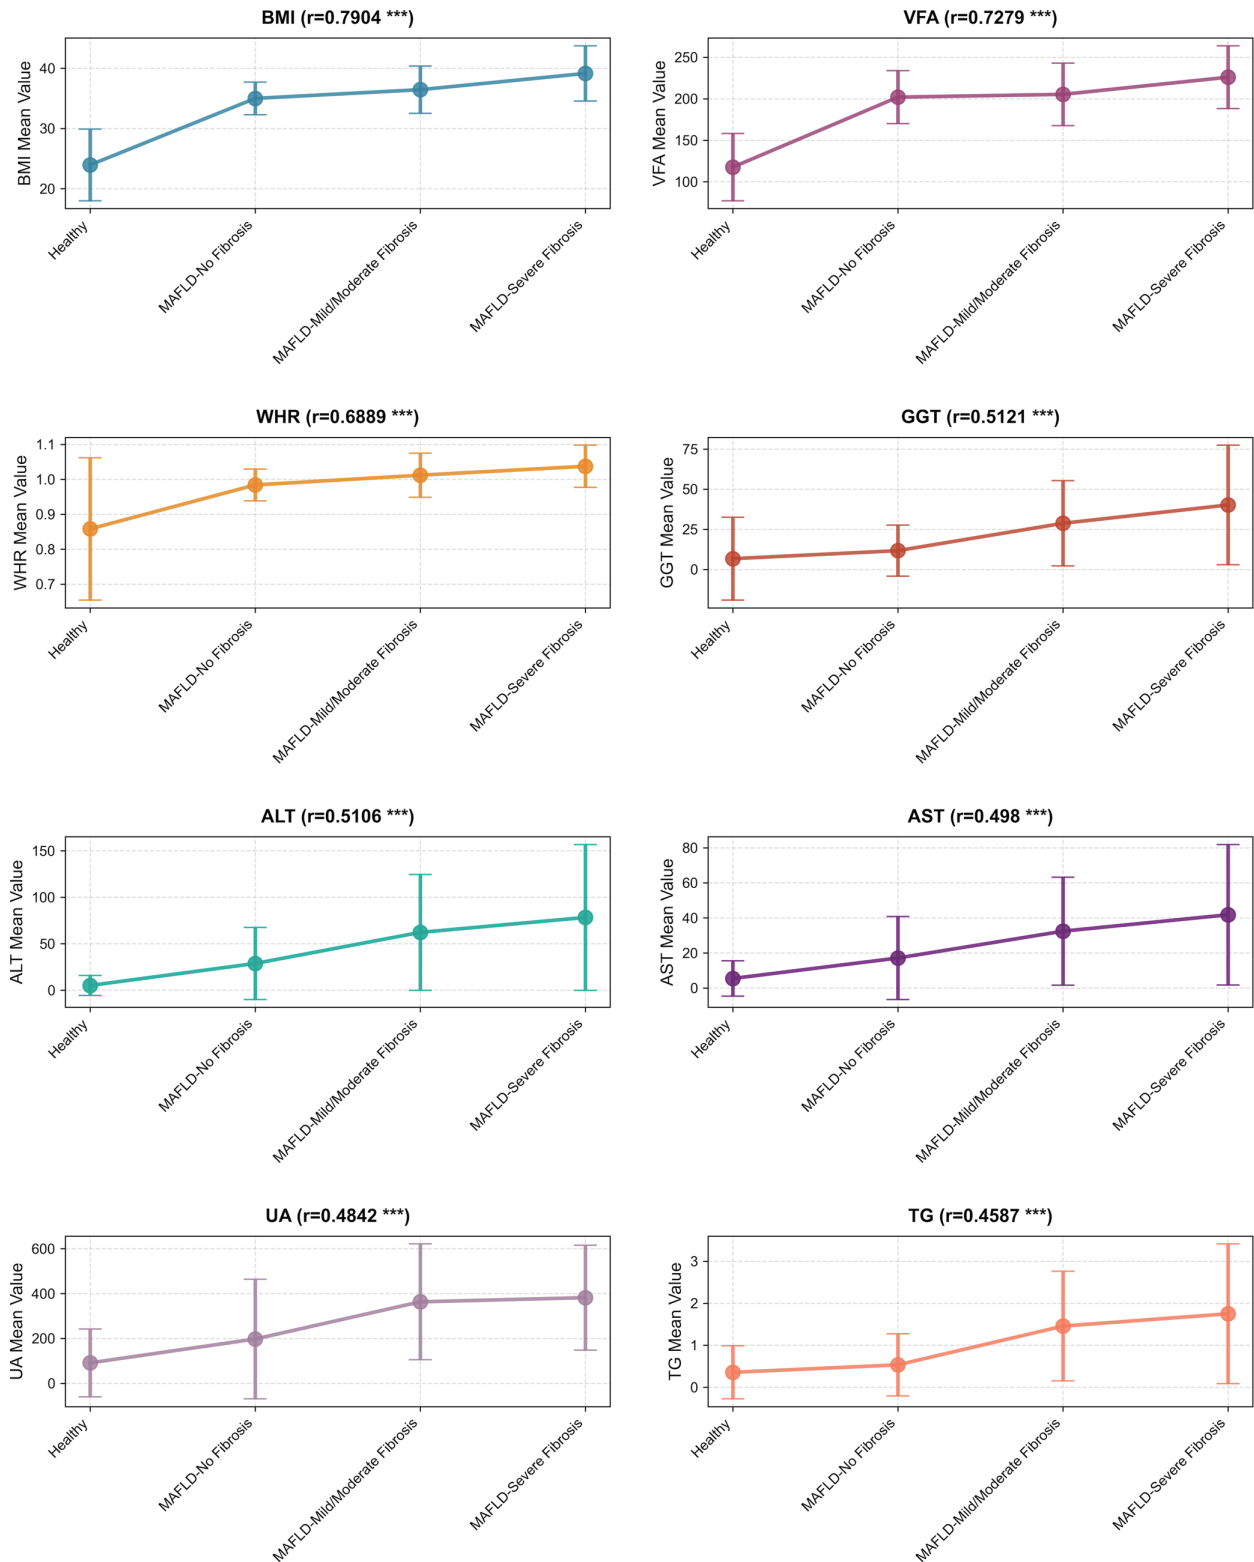 BMI (r=0.7904 ***)
BMI Mean Value
40
30
20
Healthy
MAFLD-No Fibrosis
MAFLD-Mild/Moderate Fibrosis
MAFLD-Severe Fibrosis
VFA (r=0.7279 ***)
VFA Mean Value
250
200
150
100
Healthy
MAFLD-No Fibrosis
MAFLD-Mild/Moderate Fibrosis
MAFLD-Severe Fibrosis
WHR (r=0.6889 ***)
WHR Mean Value
1.1
1.0
0.9
0.8
0.7
Healthy
MAFLD-No Fibrosis
MAFLD-Mild/Moderate Fibrosis
MAFLD-Severe Fibrosis
GGT (r=0.5121 ***)
GGT Mean Value
75
50
25
0
Healthy
MAFLD-No Fibrosis
MAFLD-Mild/Moderate Fibrosis
MAFLD-Severe Fibrosis
ALT (r=0.5106 ***)
ALT Mean Value
150
100
50
0
Healthy
MAFLD-No Fibrosis
MAFLD-Mild/Moderate Fibrosis
MAFLD-Severe Fibrosis
AST (r=0.498 ***)
AST Mean Value
80
60
40
20
0
Healthy
MAFLD-No Fibrosis
MAFLD-Mild/Moderate Fibrosis
MAFLD-Severe Fibrosis
UA (r=0.4842 ***)
UA Mean Value
600
400
200
0
Healthy
MAFLD-No Fibrosis
MAFLD-Mild/Moderate Fibrosis
MAFLD-Severe Fibrosis
TG (r=0.4587 ***)
TG Mean Value
3
2
1
0
Healthy
MAFLD-No Fibrosis
MAFLD-Mild/Moderate Fibrosis
MAFLD-Severe Fibrosis